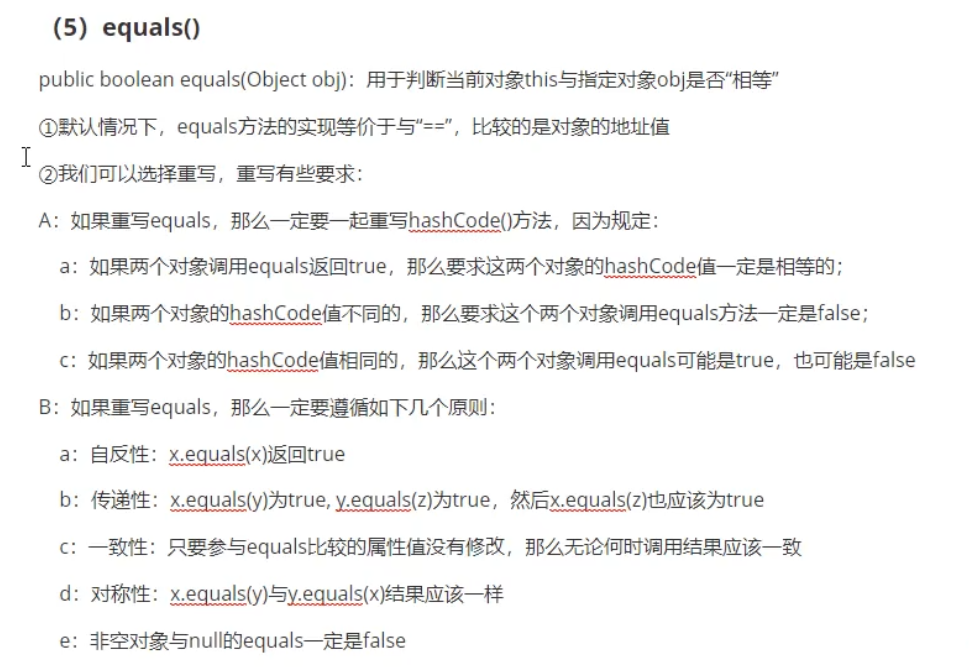 （5）equals()
public boolean equals(Object obj)：用于判断当前对象this与指定对象obj是否“相等”
①默认情况下，equals方法的实现等价于与“==”，比较的是对象的地址值
②我们可以选择重写，重写有些要求：
A：如果重写equals，那么一定要一起重写hashCode()方法，因为规定：
a：如果两个对象调用equals返回true，那么要求这两个对象的hashCode值一定是相等的；
b：如果两个对象的hashCode值不同的，那么要求这个两个对象调用equals方法一定是false；
c：如果两个对象的hashCode值相同的，那么这个两个对象调用equals可能是true，也可能是false
B：如果重写equals，那么一定要遵循如下几个原则：
a：自反性：x.equals(x)返回true
b：传递性：x.equals(y)为true, y.equals(z)为true，然后x.equals(z)也应该为true
c：一致性：只要参与equals比较的属性值没有修改，那么无论何时调用结果应该一致
d：对称性：x.equals(y)与y.equals(x)结果应该一样
e：非空对象与null的equals一定是false